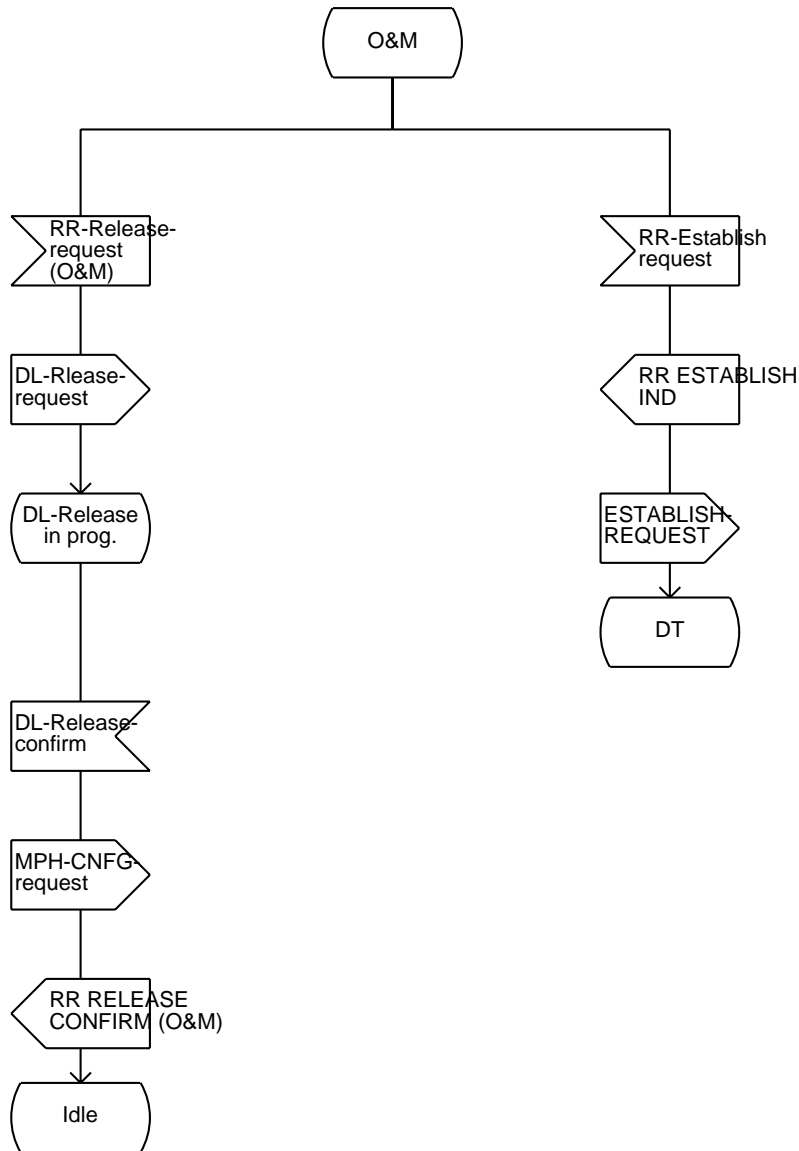 O&M
RR-Release-
request
(O&M)
DL-Rlease-
request
DL-Release
in prog.
DL-Release-
confirm
MPH-CNFG-
request
RR RELEASE
CONFIRM (O&M)
Idle
RR-Establish
request
RR ESTABLISH
IND
ESTABLISH-
REQUEST
DT